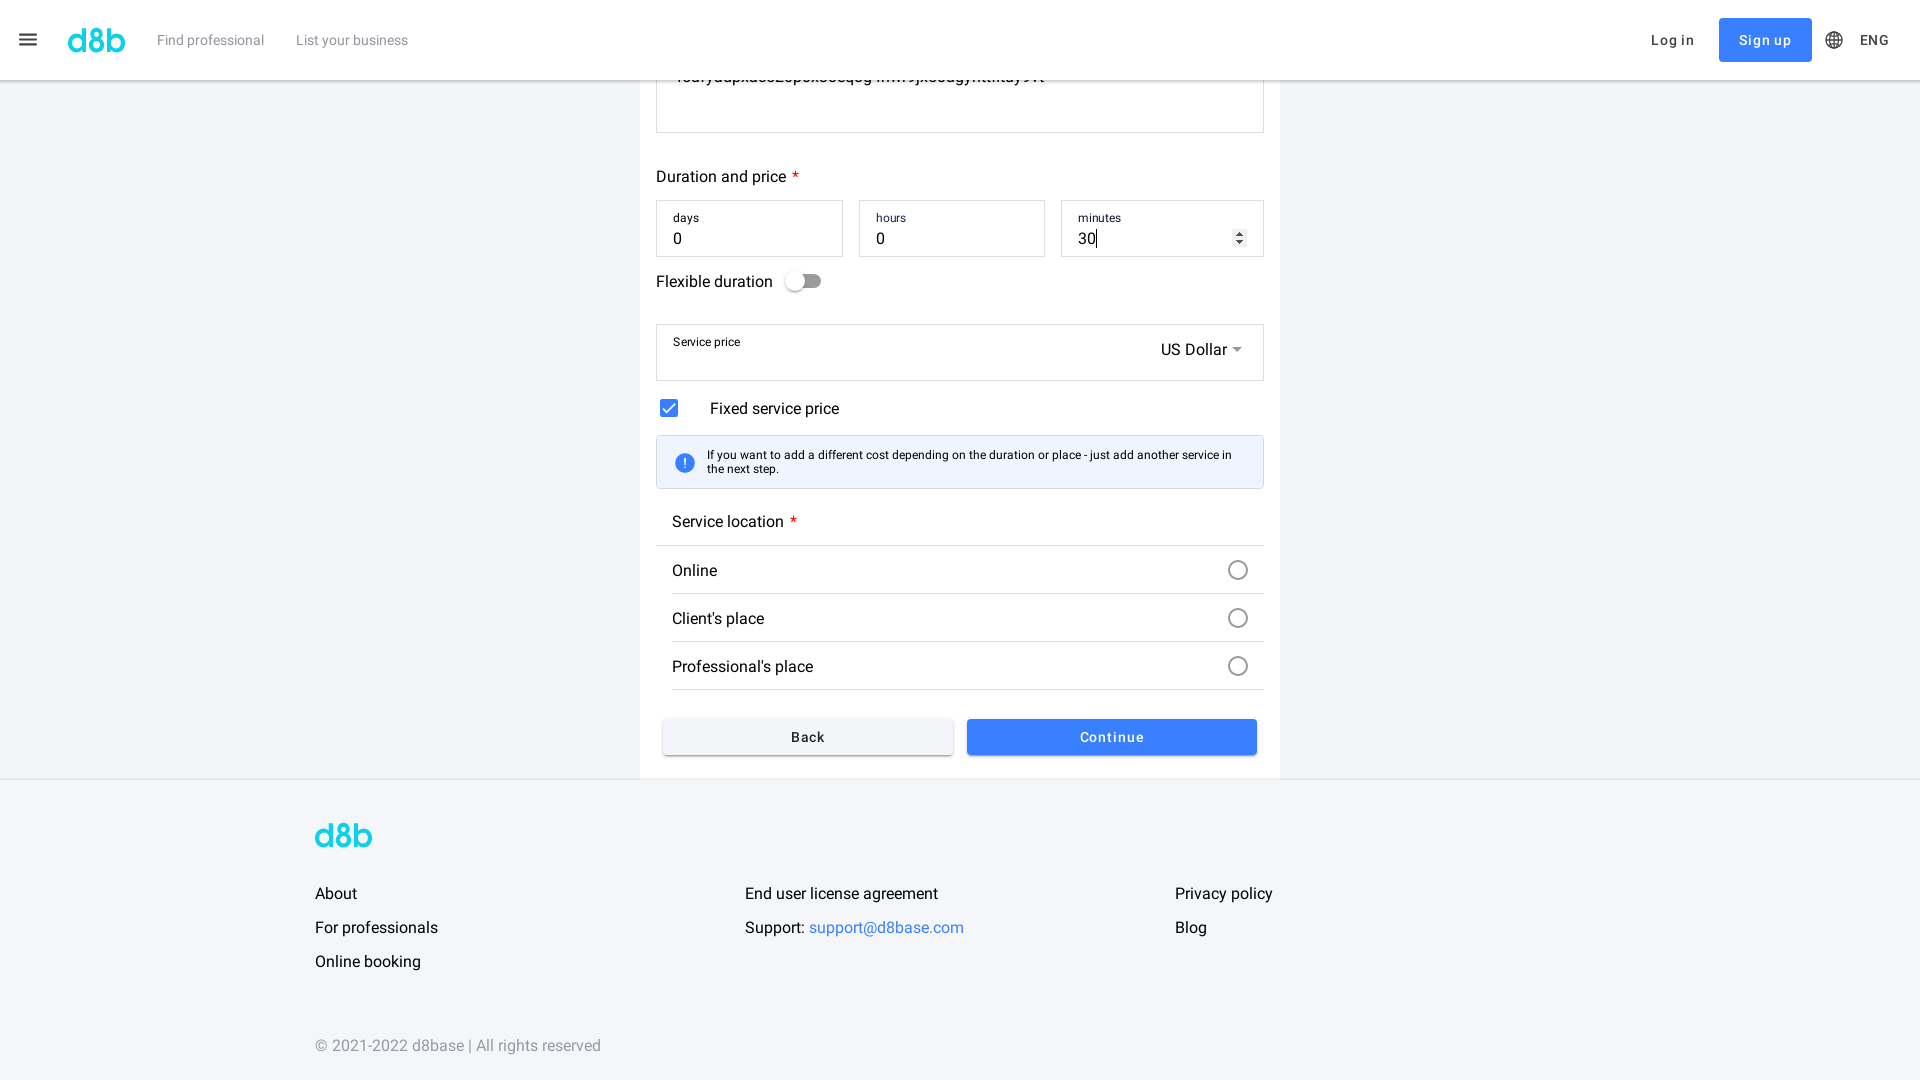 d8b
Find professional
List your business
Log in
Sign up
ENG
Duration and price *
days
0
hours
0
minutes
30
Flexible duration
Service price
US Dollar
Fixed service price
If you want to add a different cost depending on the duration or place - just add another service in
the next step.
Service location *
Online
Client's place
Professional's place
Back
Continue
d8b
About
For professionals
Online booking
End user license agreement
Support: support@d8base.com
Privacy policy
Blog
© 2021-2022 d8base | All rights reserved